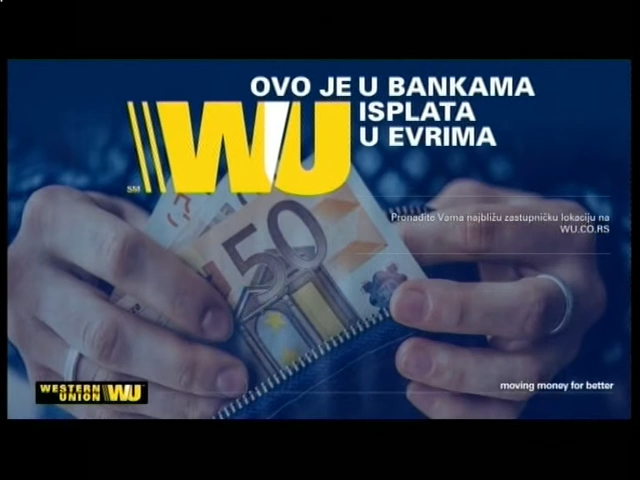 OVO JE U BANKAMA
WU ISPLATA
U EVRIMA
SM
50
Pronađite Vama najbližu zastupničku lokaciju na
WU.CO.RS
WESTERN UNION WU
moving money for better